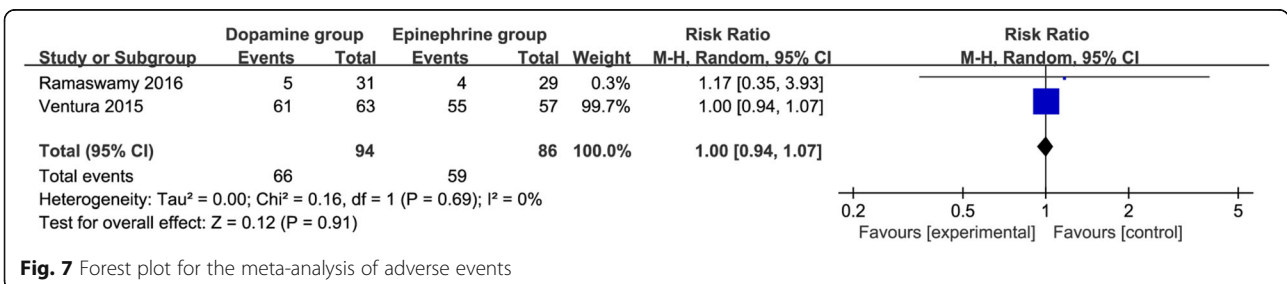 Dopamine group Epinephrine group Risk Ratio Risk Ratio
Study or Subgroup Events Total Events Total Weight M-H, Random, 95% CI M-H, Random, 95% CI
Ramaswamy 2016 5 31 4 29 0.3% 1.17 [0.35, 3.93]
Ventura 2015 61 63 55 57 99.7% 1.00 [0.94, 1.07]
Total (95% CI) 94 86 100.0% 1.00 [0.94, 1.07]
Total events 66 59
Heterogeneity: Tau² = 0.00; Chi² = 0.16, df = 1 (P = 0.69); I² = 0%
Test for overall effect: Z = 0.12 (P = 0.91)
0.2 0.5 1 2 5
Favours [experimental] Favours [control]
Fig. 7 Forest plot for the meta-analysis of adverse events